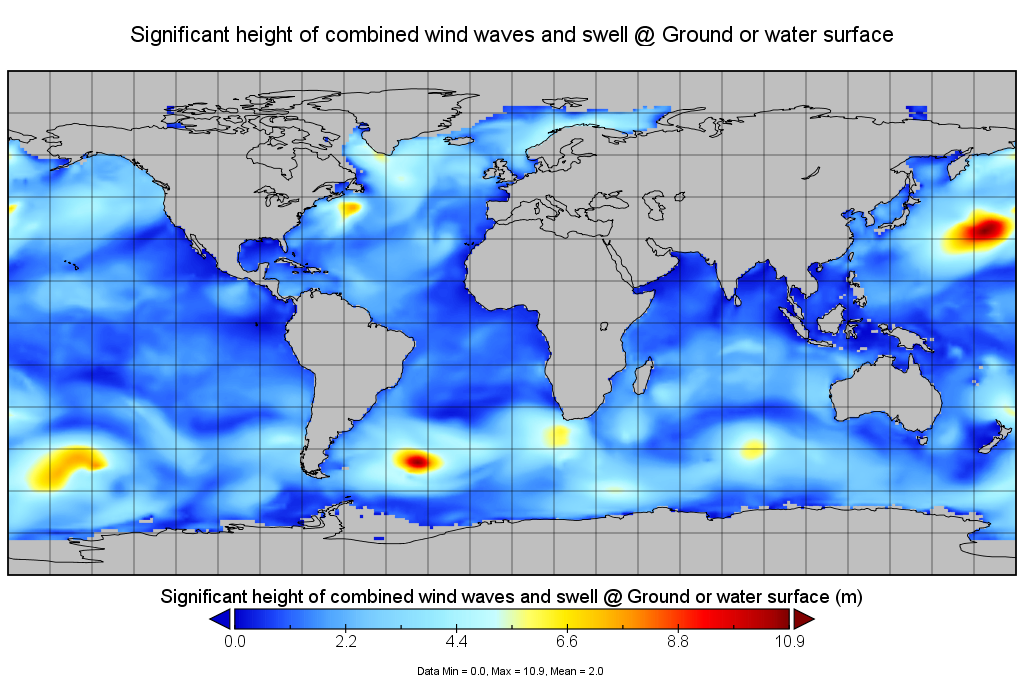 Significant height of combined wind waves and swell @ Ground or water surface
Significant height of combined wind waves and swell @ Ground or water surface (m)
0.0 2.2 4.4 6.6 8.8 10.9
Data Min = 0.0, Max = 10.9, Mean = 2.0